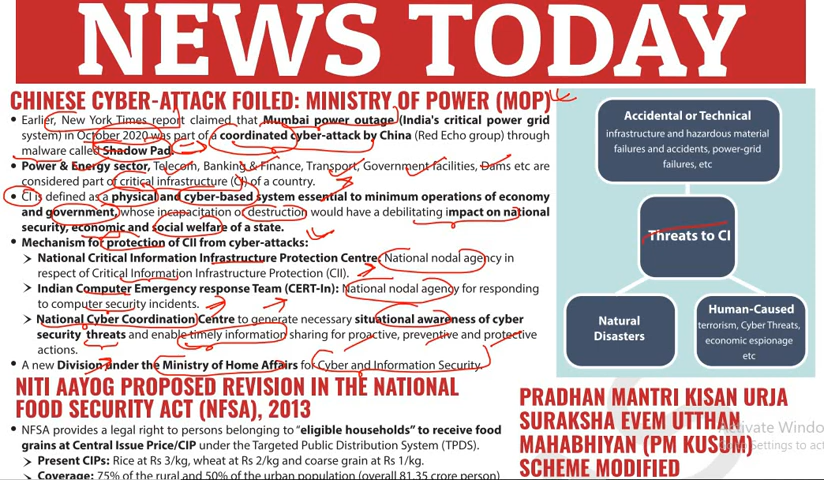 NEWS TODAY
CHINESE CYBER-ATTACK FOILED: MINISTRY OF POWER (MOP)
• Earlier, New York Times report claimed that Mumbai power outage (India's critical power grid
system) in October 2020 was part of a coordinated cyber-attack by China (Red Echo group) through
malware called Shadow Pad.
• Power & Energy sector, Telecom, Banking & Finance, Transport, Government facilities, Dams etc are
considered part of critical infrastructure (CI) of a country.
• CI is defined as a physical and cyber-based system essential to minimum operations of economy
and government, whose incapacitation or destruction would have a debilitating impact on national
security, economic and social welfare of a state.
• Mechanism for protection of CII from cyber-attacks:
➢ National Critical Information Infrastructure Protection Centre: National nodal agency in
respect of Critical Information Infrastructure Protection (CII).
➢ Indian Computer Emergency response Team (CERT-In): National nodal agency for responding
to computer security incidents.
➢ National Cyber Coordination Centre to generate necessary situational awareness of cyber
security threats and enable timely information sharing for proactive, preventive and protective
actions.
• A new Division under the Ministry of Home Affairs for Cyber and Information Security.
Accidental or Technical
infrastructure and hazardous material
failures and accidents, power-grid
failures, etc
Threats to CI
Natural
Disasters
Human-Caused
terrorism, Cyber Threats,
economic espionage
etc
NITI AAYOG PROPOSED REVISION IN THE NATIONAL
FOOD SECURITY ACT (NFSA), 2013
• NFSA provides a legal right to persons belonging to "eligible households" to receive food
grains at Central Issue Price/CIP under the Targeted Public Distribution System (TPDS).
➢ Present CIPs: Rice at Rs 3/kg, wheat at Rs 2/kg and coarse grain at Rs 1/kg.
➢ Coverage: 75% of the rural and 50% of the urban population (overall 81.35 crore person)
PRADHAN MANTRI KISAN URJA
SURAKSHA EVEM UTTHAN
MAHABHIYAN (PM KUSUM)
SCHEME MODIFIED
Activate Windo
Settings to act